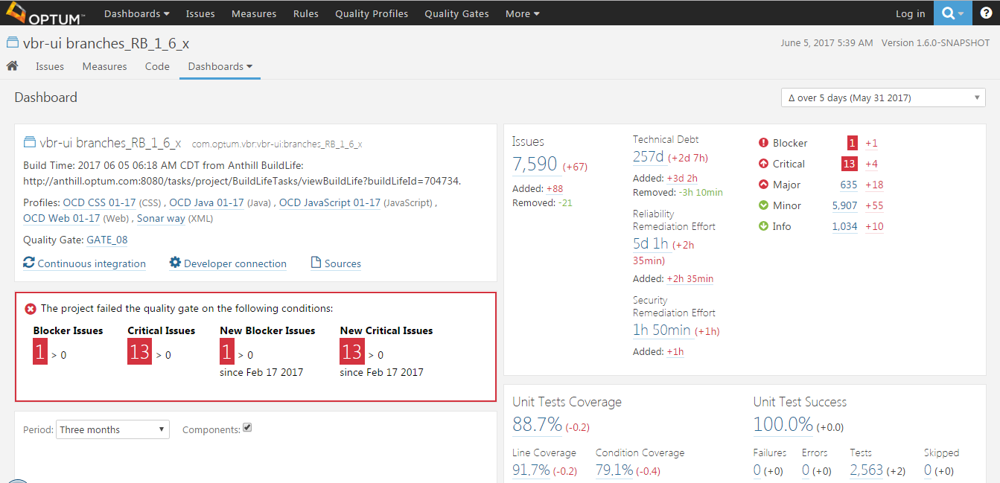 OPTUM™ Dashboards Issues Measures Rules Quality Profiles Quality Gates More Log in ?
vbr-ui branches_RB_1_6_x June 5, 2017 5:39 AM Version 1.6.0-SNAPSHOT
Issues Measures Code Dashboards
Dashboard Δ over 5 days (May 31 2017)
vbr-ui branches_RB_1_6_x com.optum.vbr:vbr-ui:branches_RB_1_6_x
Build Time: 2017 06 05 06:18 AM CDT from Anthill BuildLife:
http://anthill.optum.com:8080/tasks/project/BuildLifeTasks/viewBuildLife?buildLifeId=704734.
Profiles: OCD CSS 01-17 (CSS) , OCD Java 01-17 (Java) , OCD JavaScript 01-17 (JavaScript) ,
OCD Web 01-17 (Web) , Sonar way (XML)
Quality Gate: GATE_08
Continuous integration Developer connection Sources
The project failed the quality gate on the following conditions:
Blocker Issues Critical Issues New Blocker Issues New Critical Issues
1 > 0 13 > 0 1 > 0 13 > 0
since Feb 17 2017 since Feb 17 2017
Period: Three months Components:
Issues
7,590 (+67)
Added: +88
Removed: -21
Technical Debt
257d (+2d 7h)
Added: +3d 2h
Removed: -3h 10min
Reliability
Remediation Effort
5d 1h (+2h
35min)
Added: +2h 35min
Security
Remediation Effort
1h 50min (+1h)
Added: +1h
Blocker 1 +1
Critical 13 +4
Major 635 +18
Minor 5,907 +55
Info 1,034 +10
Unit Tests Coverage
88.7% (-0.2)
Line Coverage Condition Coverage
91.7% (-0.2) 79.1% (-0.4)
Unit Test Success
100.0% (+0.0)
Failures Errors Tests Skipped
0 (+0) 0 (+0) 2,563 (+2) 0 (+0)